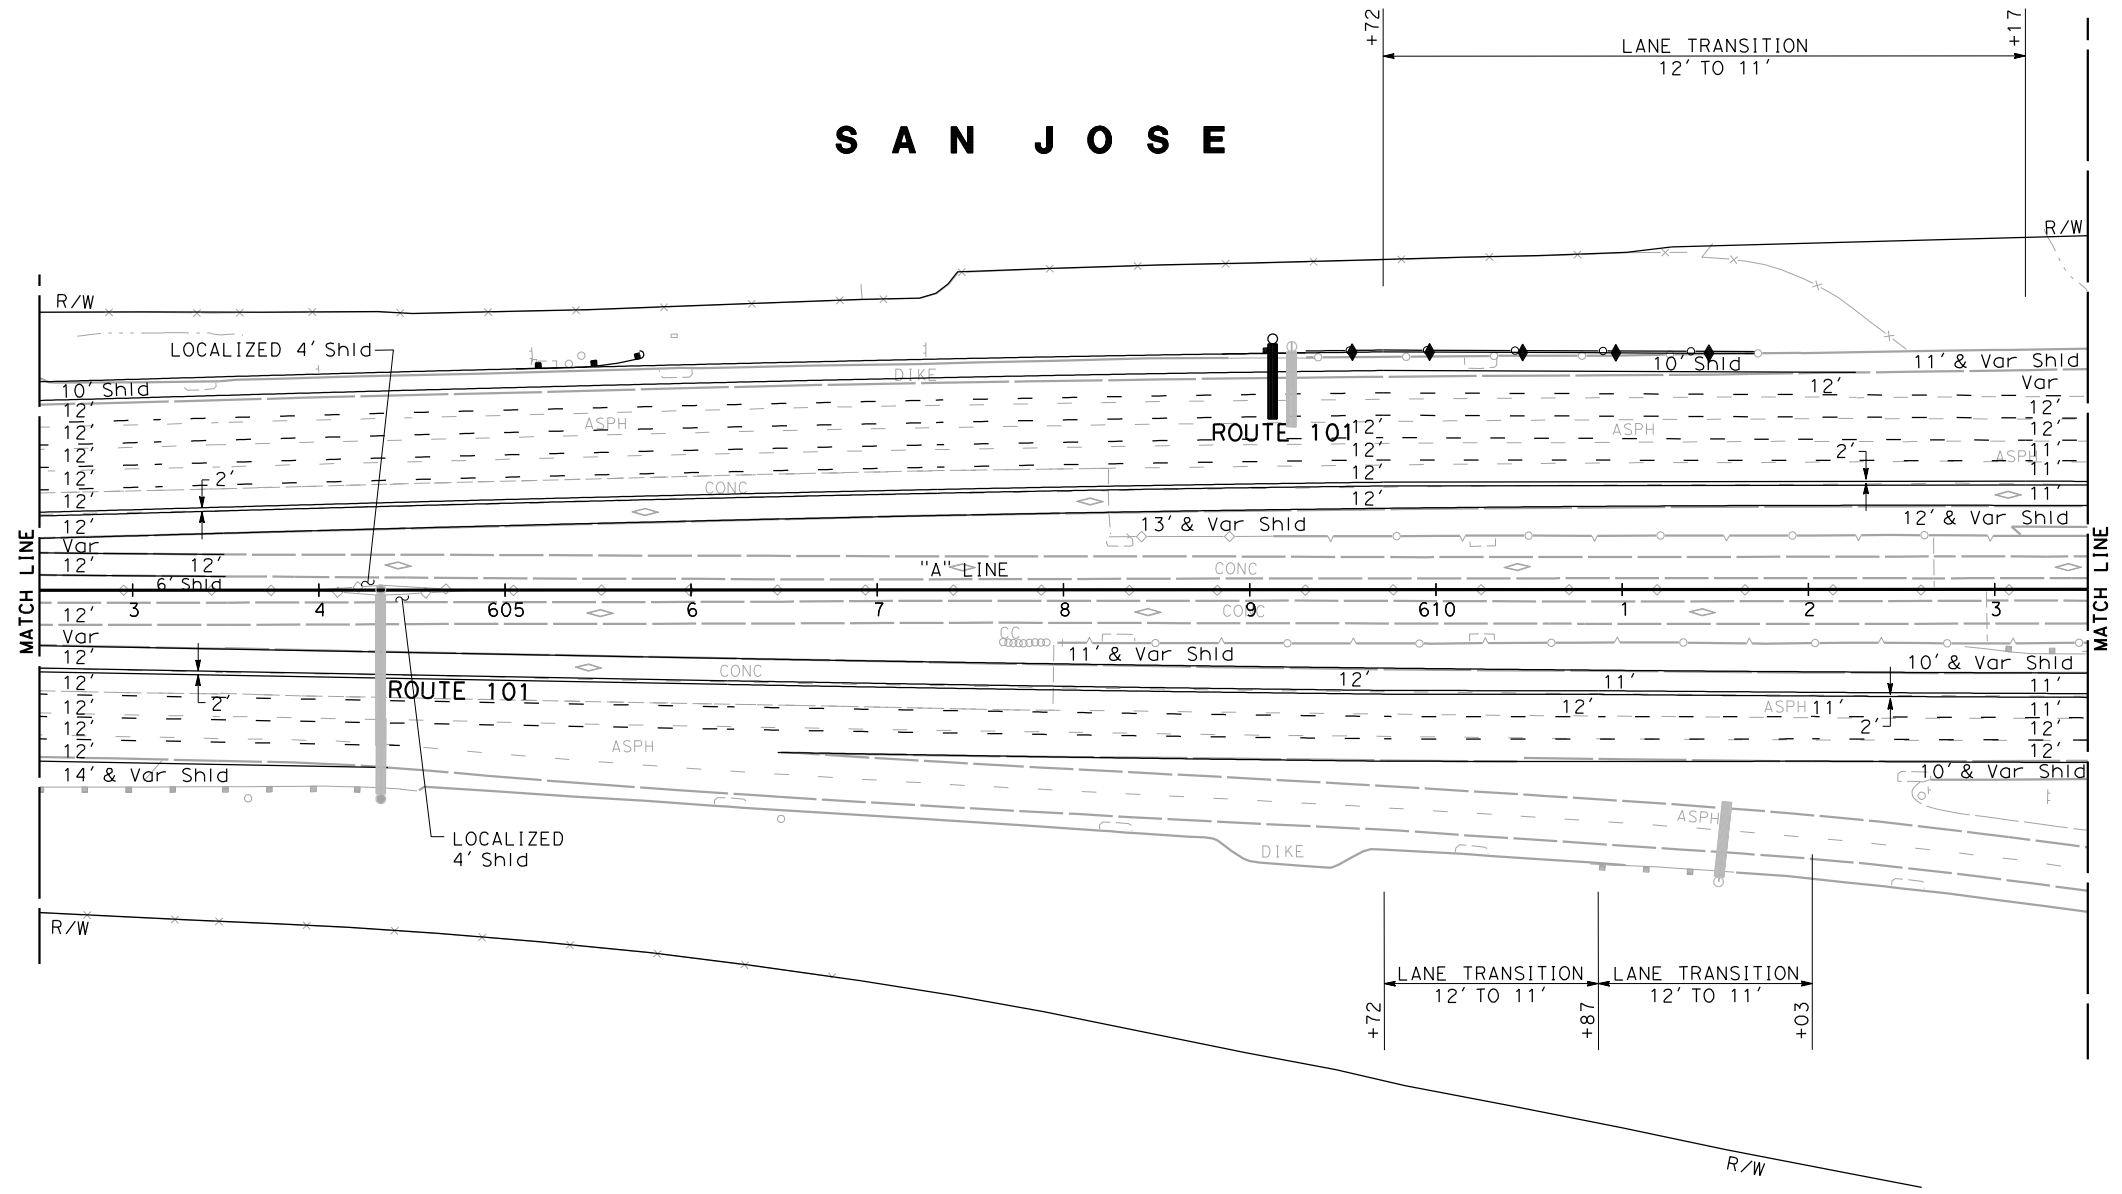 +72
+17
LANE TRANSITION
12' TO 11'
SAN JOSE
R/W
R/W
LOCALIZED 4' Shld
10' Shld
11' & Var Shld
DIKE
10' Shld
12'
Var
12'
12'
12'
12'
12'
12'
ASPH
ROUTE 101
12'
12'
12'
12'
ASPH
ASPH
12'
12'
11'
11'
11'
2'
2'
CONC
13' & Var Shld
12' & Var Shld
MATCH LINE
MATCH LINE
Var
12'
12'
6' Shld
"A" LINE
CONC
3
4
605
6
7
8
9
610
1
2
3
12'
CONC
Var
CC
12'
11' & Var Shld
10' & Var Shld
CONC
12'
11'
11'
12'
ROUTE 101
2'
12'
12'
12'
12'
ASPH
11'
2'
11'
12'
12'
ASPH
14' & Var Shld
10' & Var Shld
ASPH
LOCALIZED
4' Shld
DIKE
R/W
LANE TRANSITION
12' TO 11'
LANE TRANSITION
12' TO 11'
+72
+87
+03
R/W